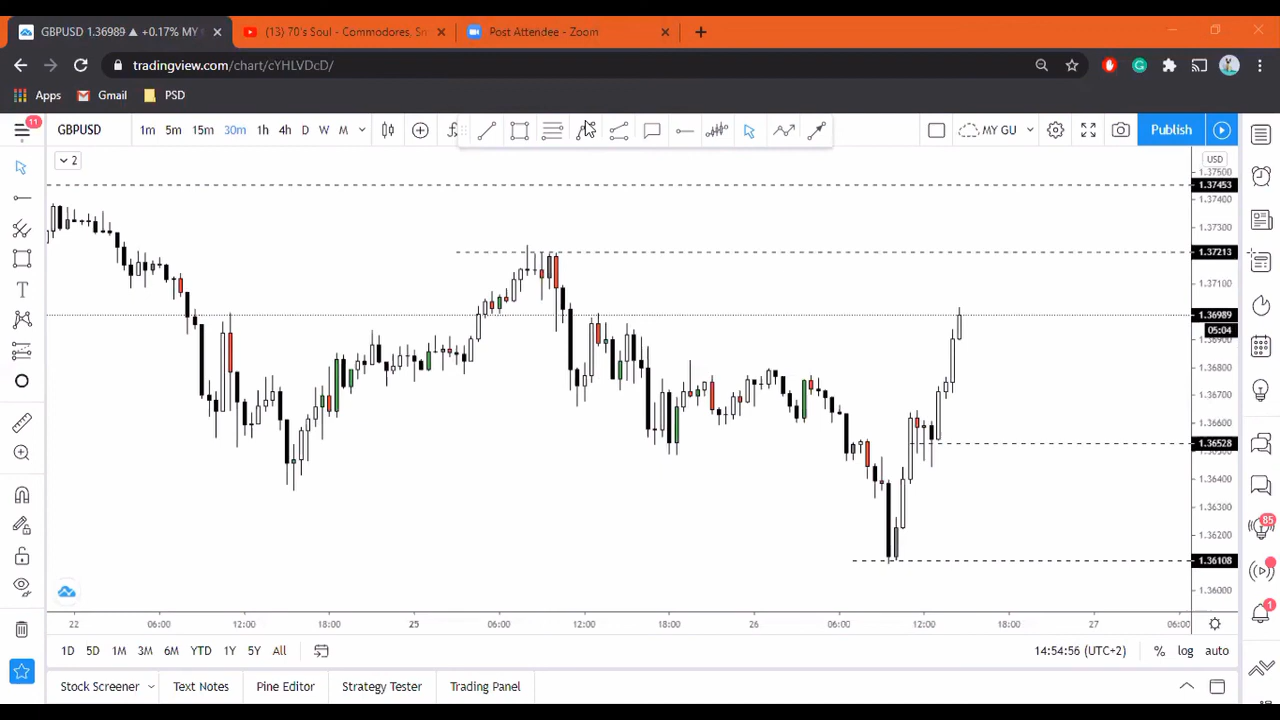 GBPUSD 1.36989 ▲ +0.17% MY
(13) 70's Soul - Commodores, Sm
Post Attendee - Zoom
tradingview.com/chart/cYHLVDcD/
Apps
Gmail
PSD
11
GBPUSD
1m 5m 15m 30m 1h 4h D W M
MY GU
Publish
2
USD
1.37500
1.37453
1.37400
1.37300
1.37213
1.37100
1.36989
05:04
1.36900
1.36800
1.36700
1.36600
1.36528
1.36400
1.36300
1.36200
1.36108
1.36000
85
1
22 06:00 18:00 25 06:00 12:00 18:00 26 06:00 12:00 18:00 27 06:00
1D 5D 1M 3M 6M YTD 1Y 5Y All
14:54:56 (UTC+2) % log auto
Stock Screener Text Notes Pine Editor Strategy Tester Trading Panel